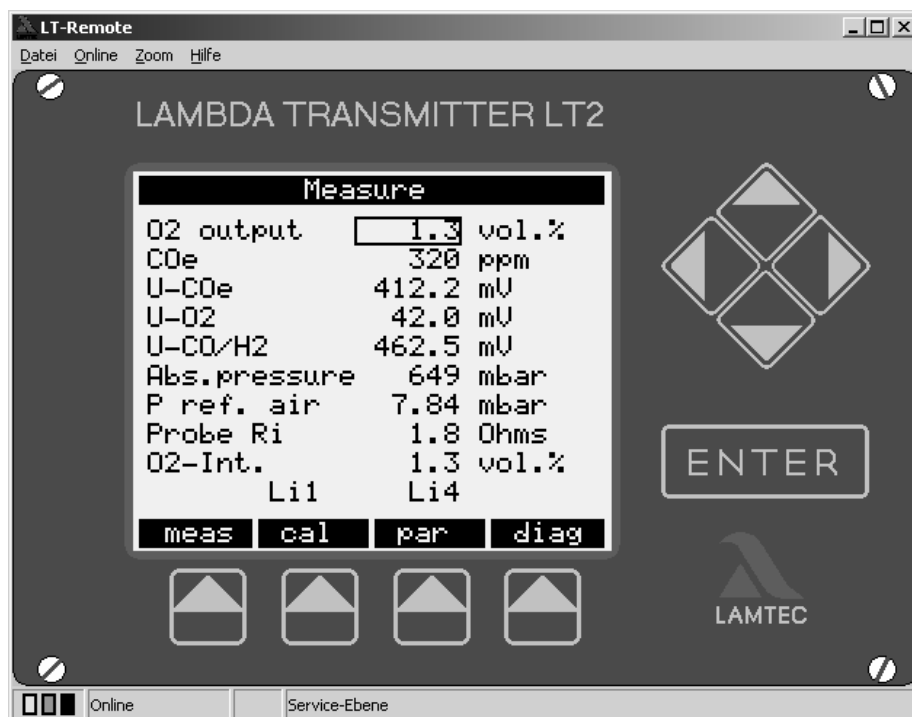 LT-Remote
Datei Online Zoom Hilfe
LAMBDA TRANSMITTER LT2
Measure
O2 output 1.3 vol.%
COe 320 ppm
U-COe 412.2 mV
U-O2 42.0 mV
U-CO/H2 462.5 mV
Abs.pressure 649 mbar
P ref. air 7.84 mbar
Probe Ri 1.8 Ohms
O2-Int. 1.3 vol.%
Li1 Li4
meas cal par diag
ENTER
LAMTEC
Online Service-Ebene